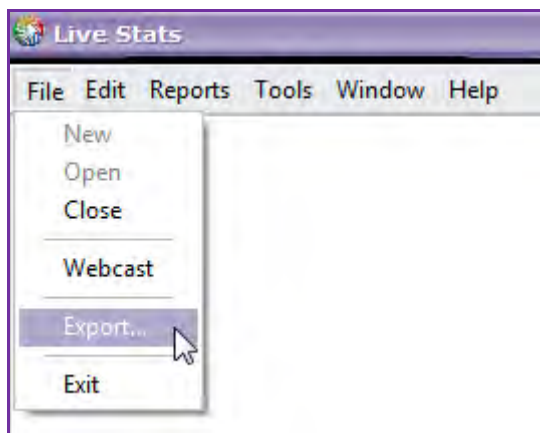 Live Stats
File Edit Reports Tools Window Help
New
Open
Close
Webcast
Export...
Exit